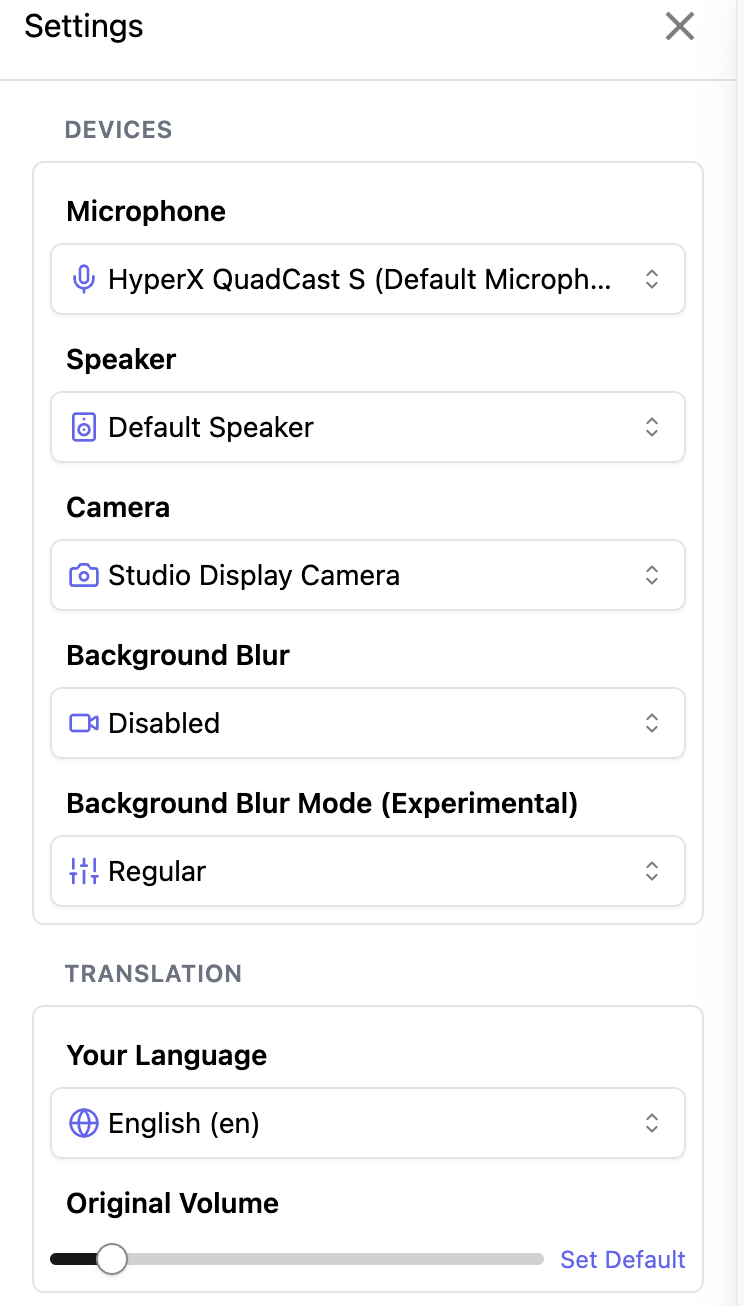 Settings
DEVICES
Microphone
HyperX QuadCast S (Default Microph...
Speaker
Default Speaker
Camera
Studio Display Camera
Background Blur
Disabled
Background Blur Mode (Experimental)
Regular
TRANSLATION
Your Language
English (en)
Original Volume
Set Default